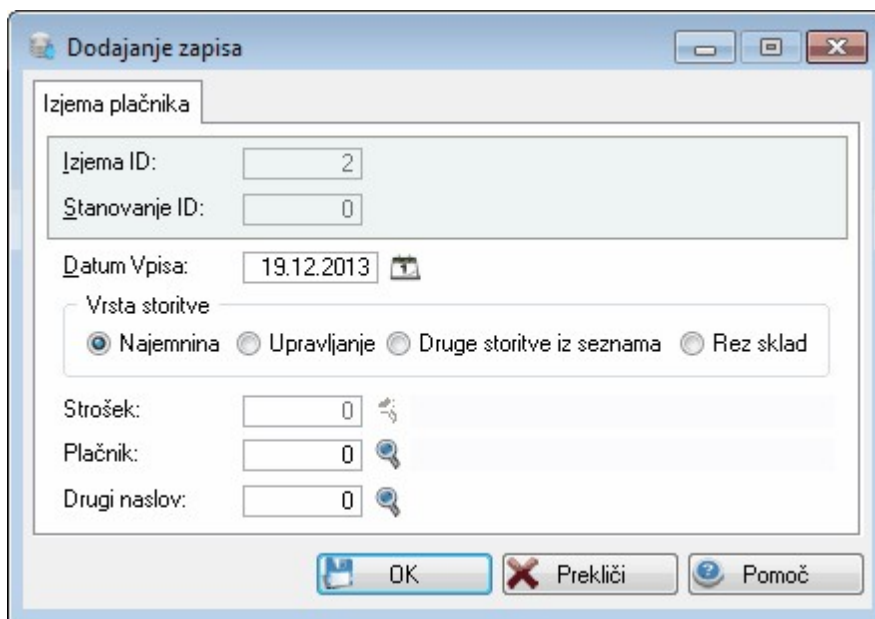 Dodajanje zapisa
Izjema plačnika
Izjema ID: 2
Stanovanje ID: 0
Datum Vpisa: 19.12.2013
Vrsta storitve
Najemnina Upravljanje Druge storitve iz seznama Rez sklad
Strošek: 0
Plačnik: 0
Drugi naslov: 0
OK Prekliči Pomoč